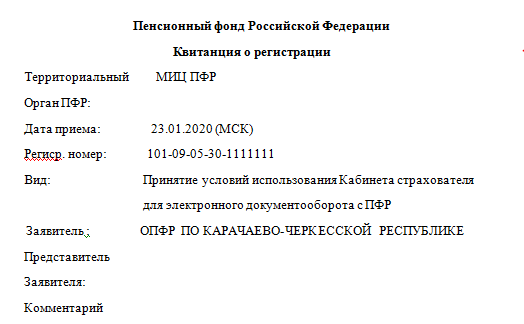 Пенсионный фонд Российской Федерации
Квитанция о регистрации
Территориальный МИЦ ПФР
Орган ПФР:
Дата приема: 23.01.2020 (МСК)
Регистр. номер: 101-09-05-30-1111111
Вид: Принятие условий использования Кабинета страхователя
для электронного документооборота с ПФР
Заявитель: ОПФР ПО КАРАЧАЕВО-ЧЕРКЕССКОЙ РЕСПУБЛИКЕ
Представитель
Заявителя:
Комментарий